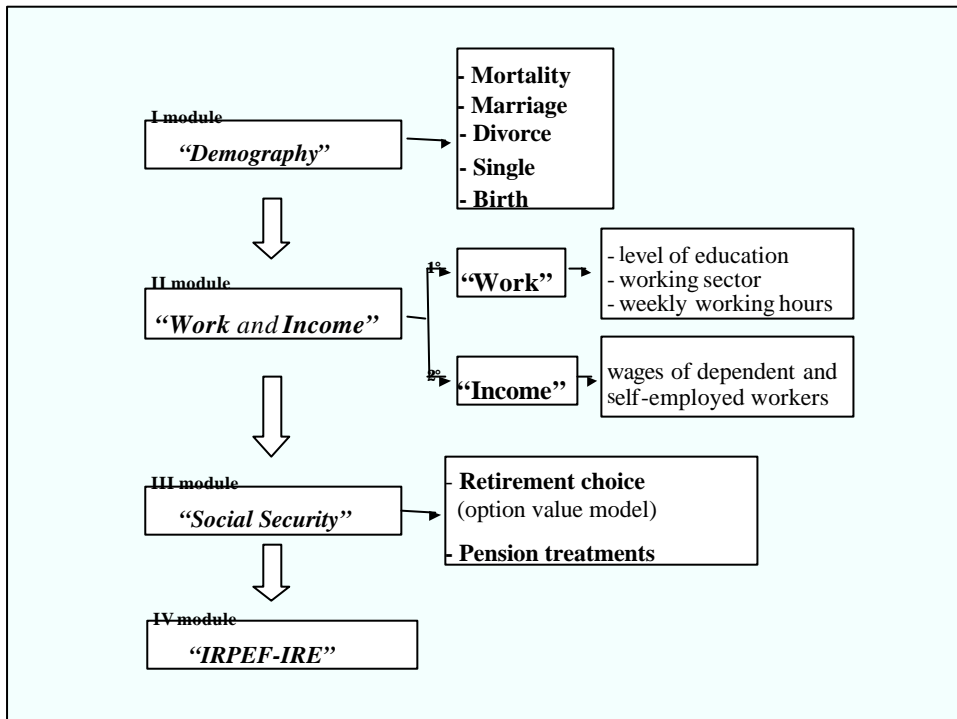 - Mortality
- Marriage
- Divorce
- Single
- Birth
I module
“Demography”
II module
“Work and Income”
1°
“Work”
- level of education
- working sector
- weekly working hours
2°
“Income”
wages of dependent and
self-employed workers
III module
“Social Security”
- Retirement choice
(option value model)
- Pension treatments
IV module
“IRPEF-IRE”